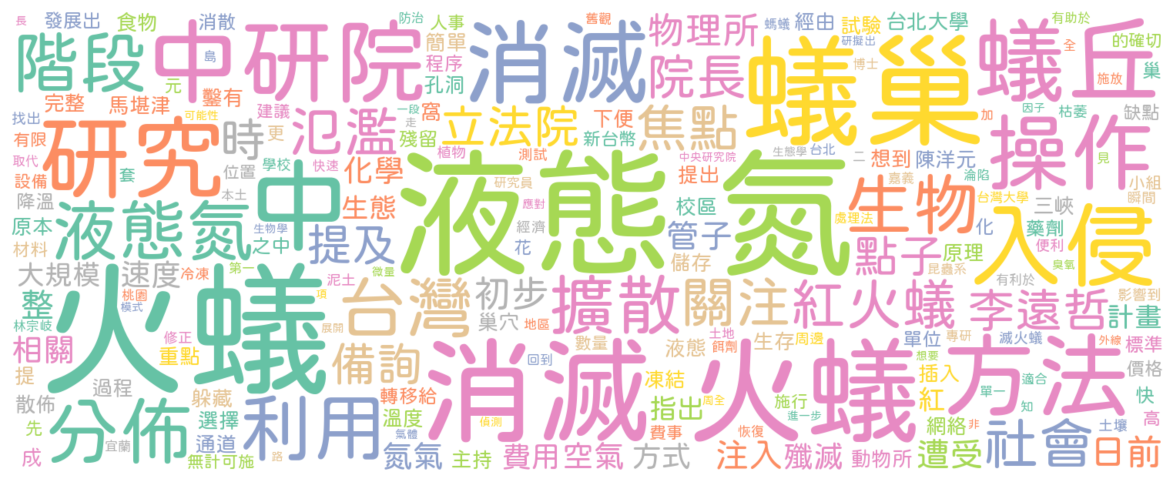 長
發展出
食物
消散
階段
中研院
島
元
消滅
防治
舊觀
人事
簡單
程序
孔洞
物理所
院長
螞蟻
經由
試驗
研擬出
博士
台北大學
蟻巢
蟻丘
有助於
全
施放
的確切
巢
完整
馬堪津
鑿有
建議
窩
殘留
一段
走
立法院
下便
新台幣
焦點
加
因子
枯萎
缺點
找出
有限
取代
設備
降溫
研究
可能性
時
更
氾濫
位置
學校
快速
套
本土
化學
植物
測試
中央研究院
提出
生態學
台北
二
想到
陳洋元
淪陷
操作
見
小組
瞬間
原本
材料
液態氮
生物學
之中
中
提及
生態
研究員
應對
經濟
花
液態氮
校區
管子
儲存
嘉義
處理法
生物
台灣大學
三峽
藥劑
化
便利
臭氧
點子
原理
昆蟲系
入侵
大規模
速度
冷凍
第一
泥土
微量
有利於
影響到
整
桃園
模式
林宗岐
修正
相關
重點
火蟻
項
展開
台灣
初步
巢穴
地區
擴散
數量
關注
土地
餌劑
液態
生存
周邊
紅火蟻
單位
專研
滅火蟻
李遠哲
計畫
外線
標準
提
過程
躲藏
備詢
回到
轉移給
消滅火蟻
凍結
周全
施行
想要
插入
單一
適合
方法
價格
散佈
先
分佈
選擇
利用
溫度
氣體
偵測
指出
進一步
紅
知
網絡
土壤
快
高
成
宜蘭
通道
無計可施
路
氮氣
主持
費用
空氣
方式
費事
恢復
注入
殲滅
動物所
遭受
非
社會
日前